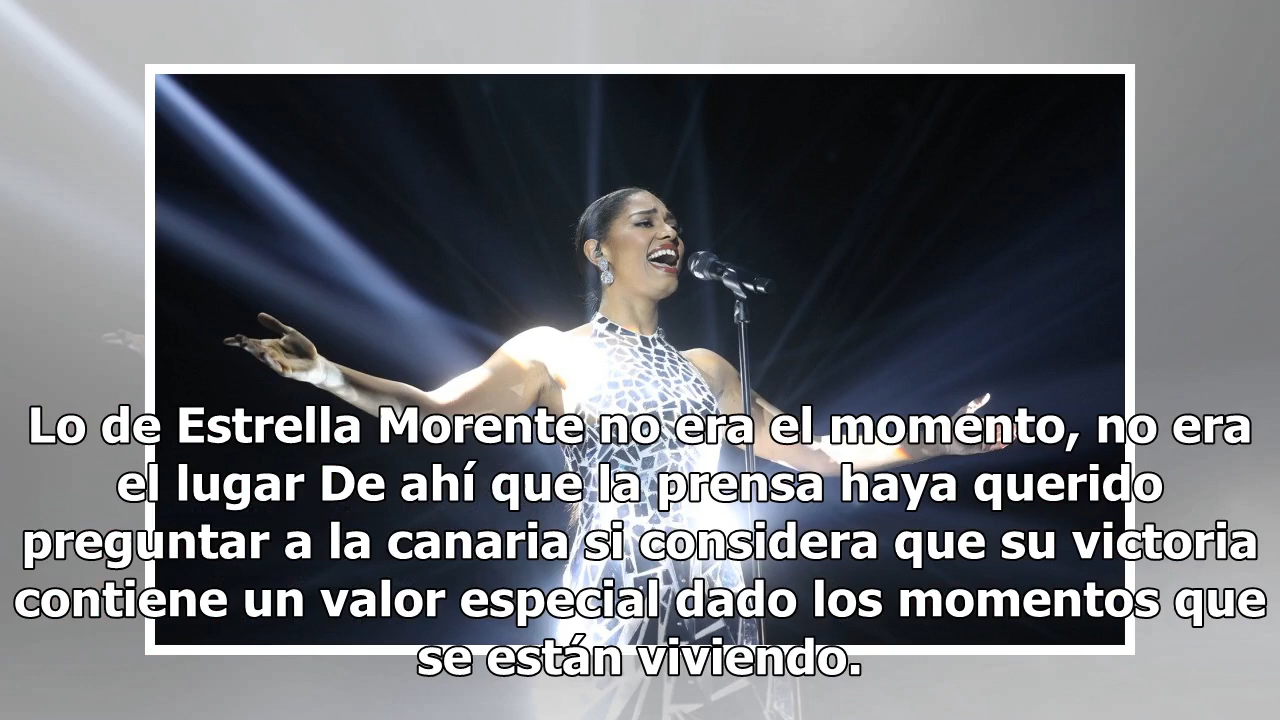 Lo de Estrella Morente no era el momento, no era
el lugar De ahí que la prensa haya querido
preguntar a la canaria si considera que su victoria
contiene un valor especial dado los momentos que
se están viviendo.